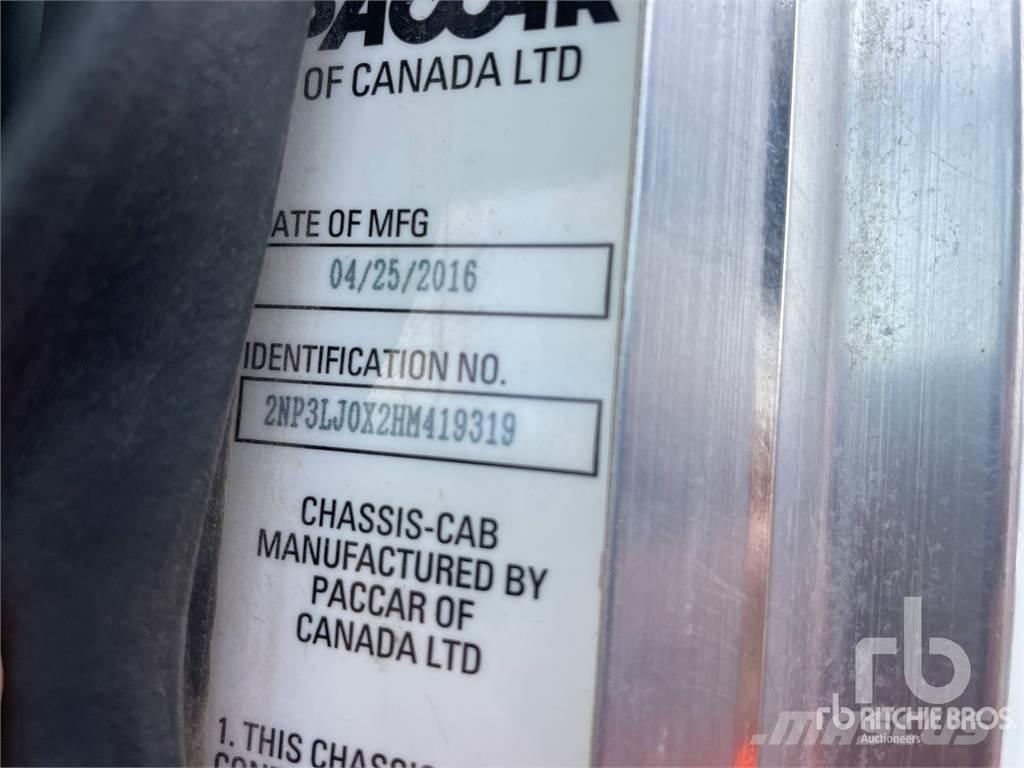 PACCAR
OF CANADA LTD
ATE OF MFG
04/25/2016
IDENTIFICATION NO.
2NP3LJ0X2HM419319
CHASSIS-CAB
MANUFACTURED BY
PACCAR OF
CANADA LTD
1. THIS CHASSIS
rb
rb RITCHIE BROS.
Auctioneers